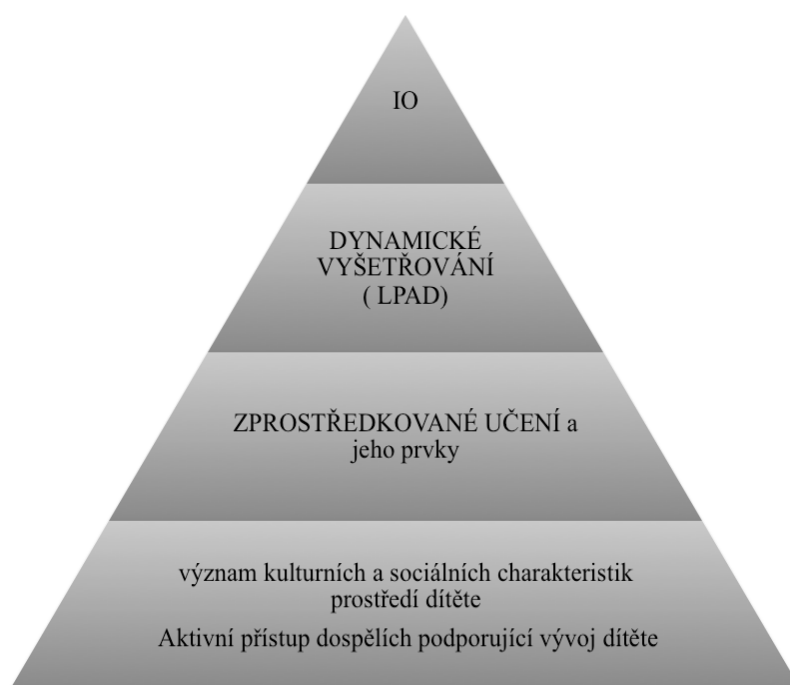 IO
DYNAMICKÉ
VYŠETŘOVÁNÍ
( LPAD)
ZPROSTŘEDKOVANÉ UČENÍ a
jeho prvky
význam kulturních a sociálních charakteristik
prostředí dítěte
Aktivní přístup dospělích podporující vývoj dítěte